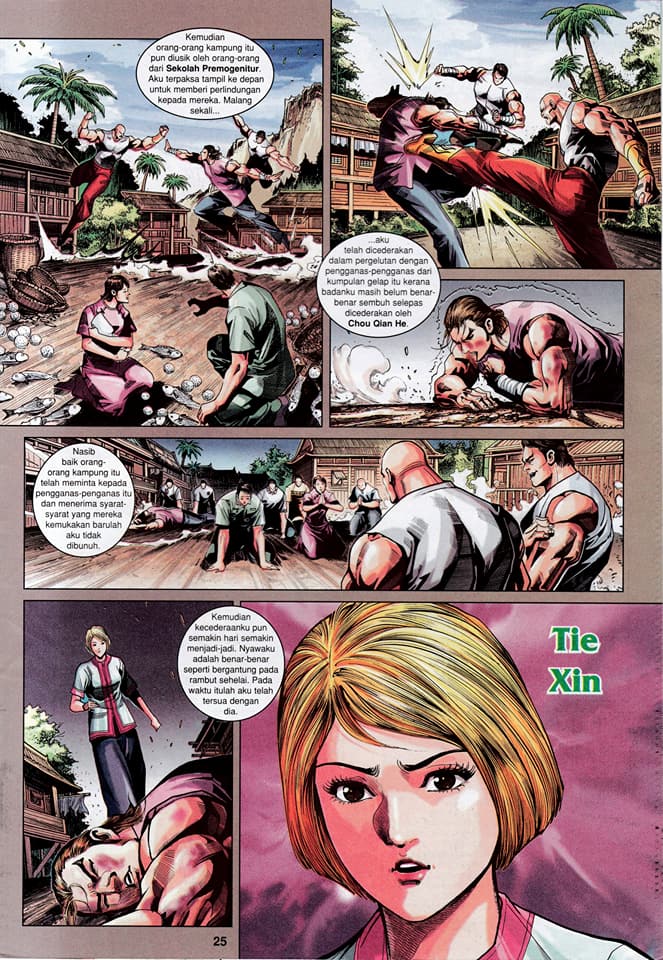 Kemudian
orang-orang kampung itu
pun diusik oleh orang-orang
dari Sekolah Premogenitur.
Aku terpaksa tampil ke depan
untuk memberi perlindungan
kepada mereka. Malang
sekali...
...aku
telah dicederakan
dalam pergelutan dengan
pengganas-pengganas dari
kumpulan gelap itu kerana
badanku masih belum benar-
benar sembuh selepas
dicederakan oleh
Chou Qian He.
Nasib
baik orang-
orang kampung itu
telah meminta kepada
pengganas-penganas itu
dan menerima syarat-
syarat yang mereka
kemukakan barulah
aku tidak
dibunuh.
Kemudian
kecederaanku pun
semakin hari semakin
menjadi-jadi. Nyawaku
adalah benar-benar
seperti bergantung pada
rambut sehelai. Pada
waktu itulah aku telah
tersua dengan
dia.
Tie
Xin
25